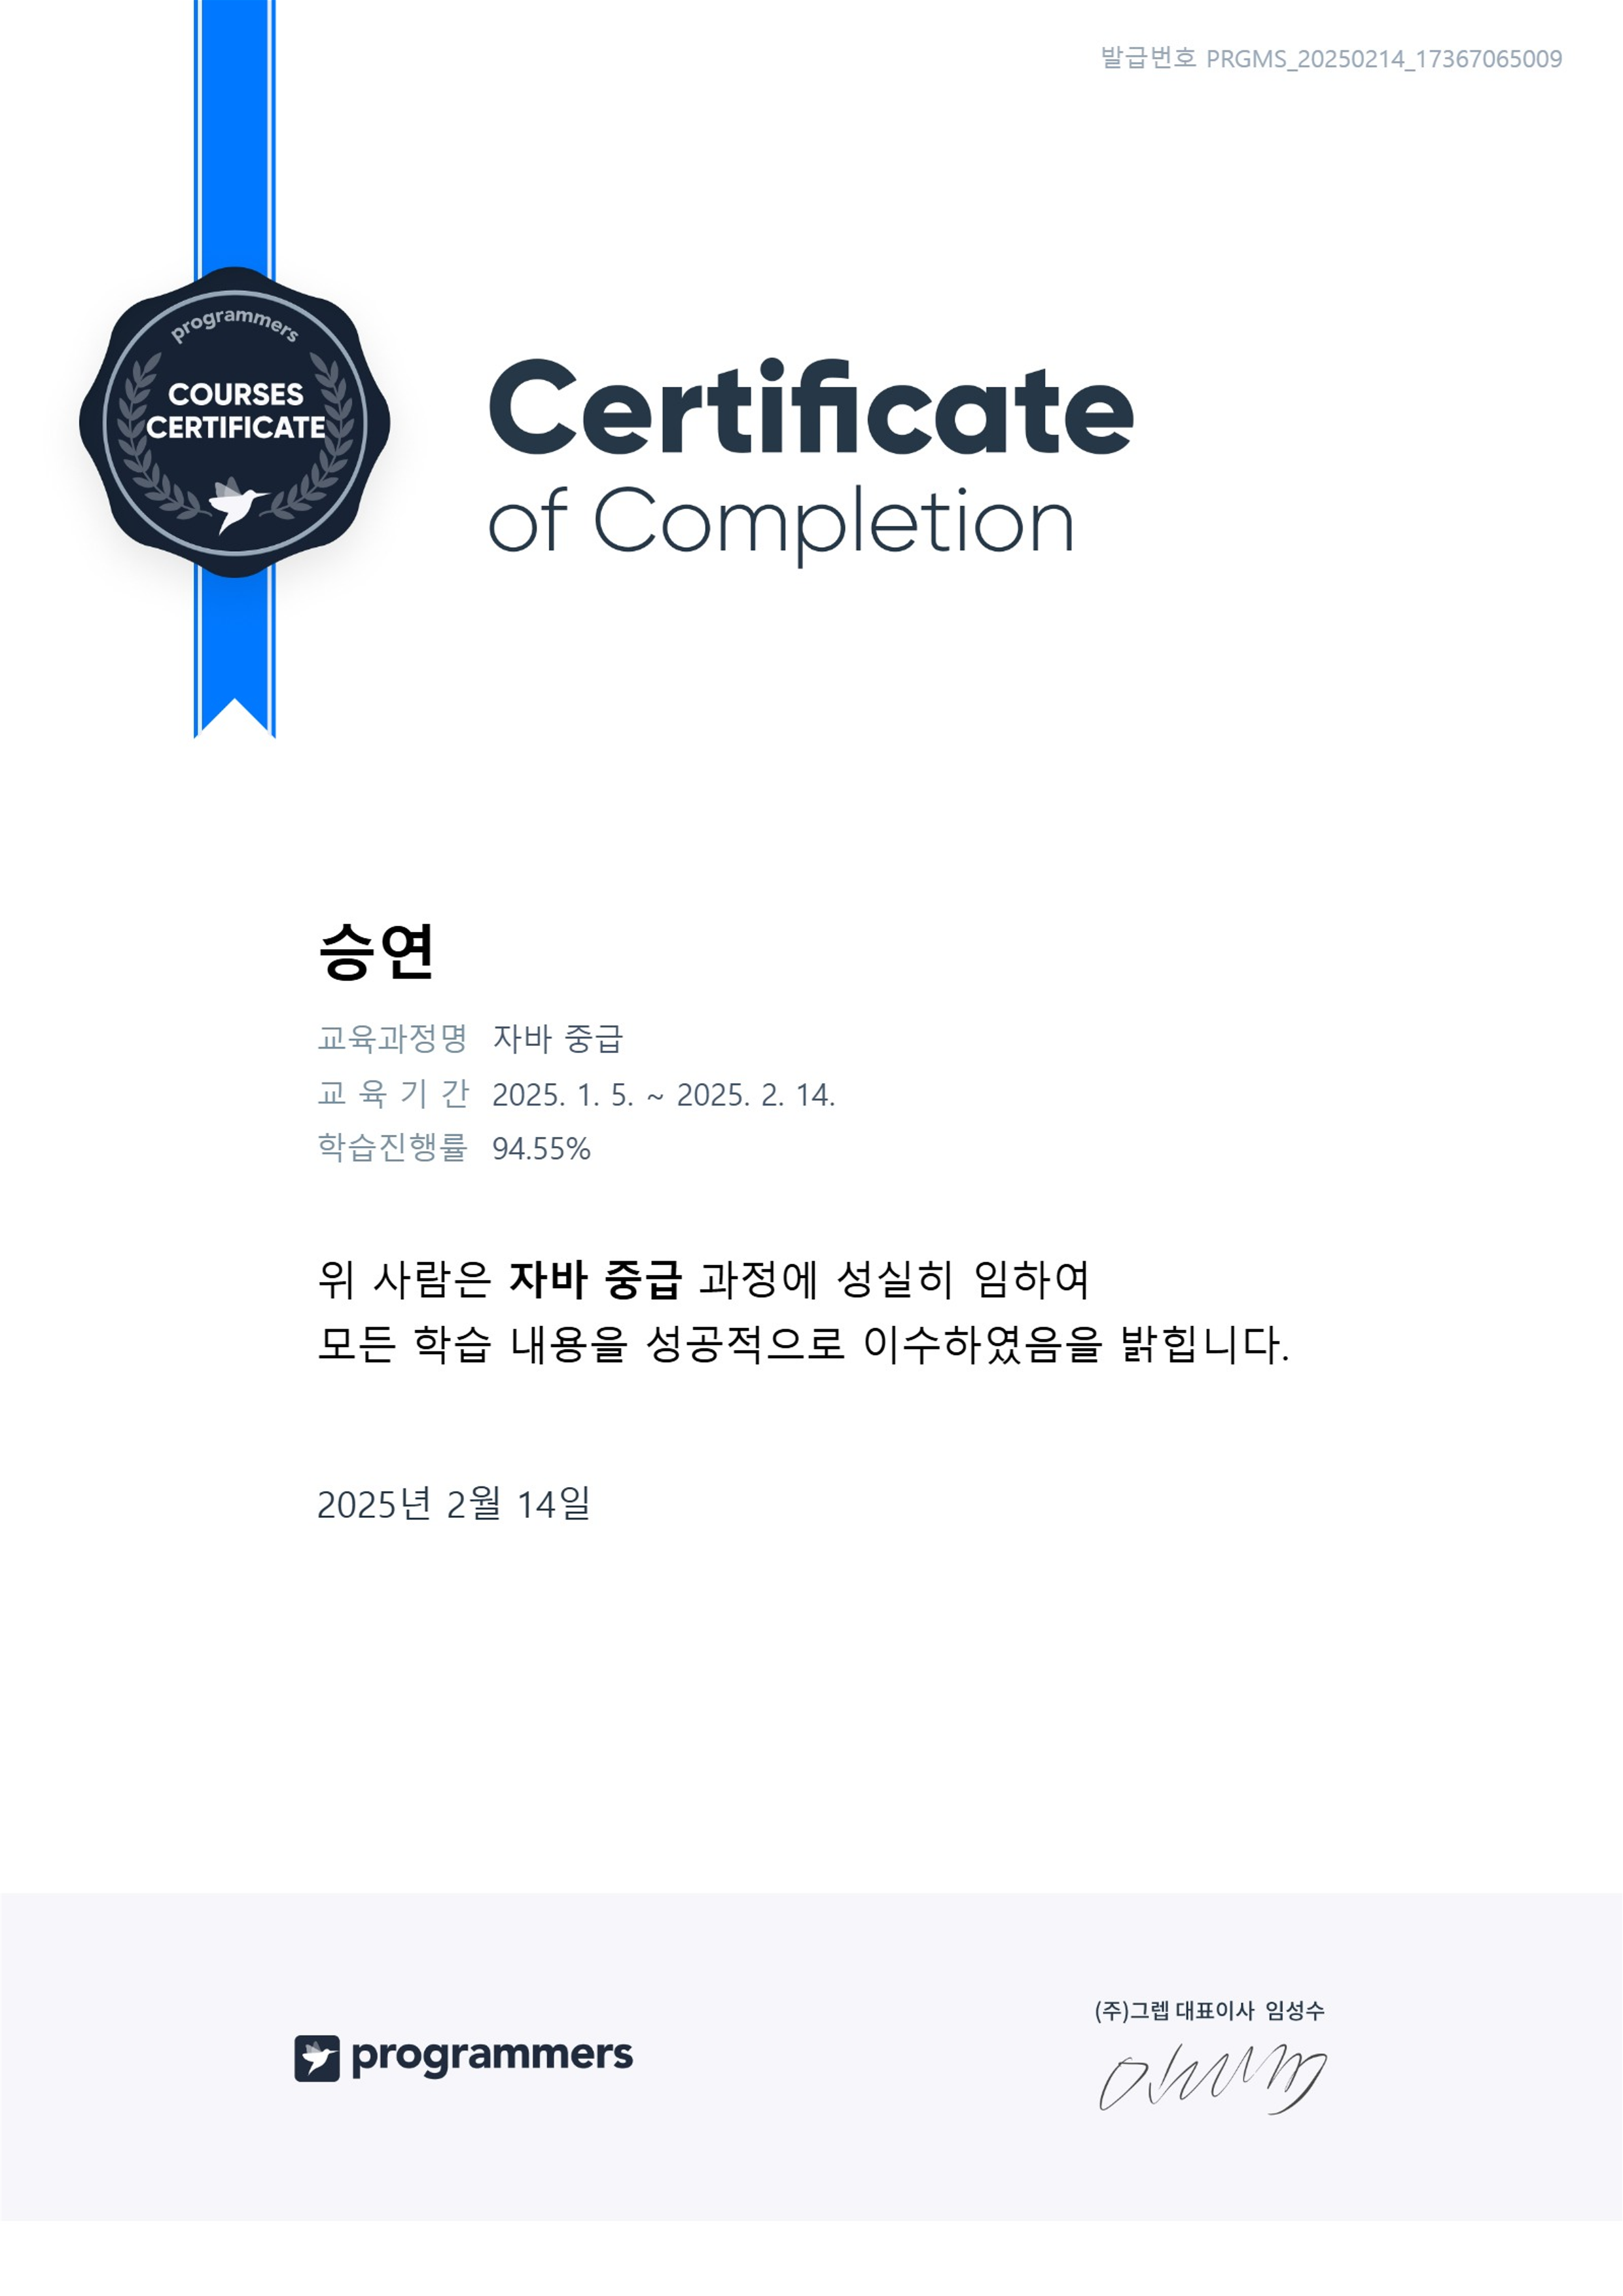 발급번호 PRGMS_20250214_17367065009
programmers
COURSES
CERTIFICATE
Certificate
of Completion
승연
교육과정명 자바 중급
교 육 기 간 2025. 1. 5. ~ 2025. 2. 14.
학습진행률 94.55%
위 사람은 자바 중급 과정에 성실히 임하여
모든 학습 내용을 성공적으로 이수하였음을 밝힙니다.
2025년 2월 14일
(주)그렙 대표이사 임성수
programmers